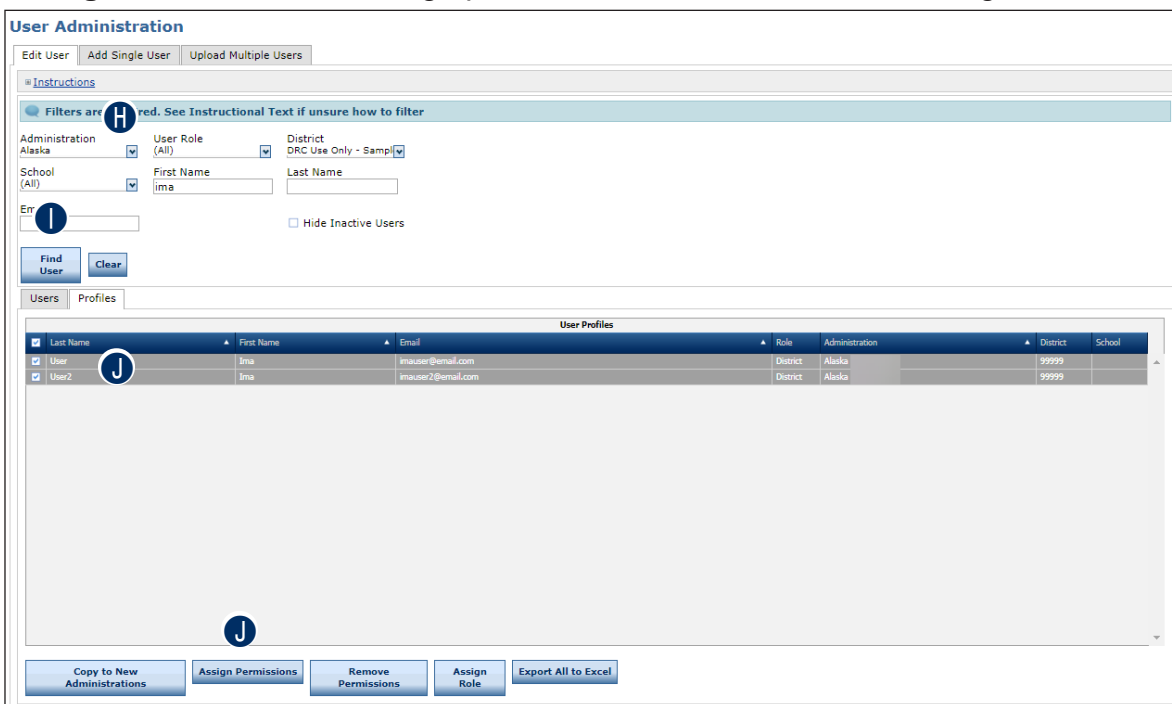 User Administration
Edit User Add Single User Upload Multiple Users
Instructions
Filters are red. See Instructional Text if unsure how to filter
H
Administration User Role District
Alaska (All) DRC Use Only - Sampl
School First Name Last Name
(All) ima
Em
I
Hide Inactive Users
Find User Clear
Users Profiles
User Profiles
Last Name First Name Email Role Administration District School
User Ima imauser@email.com District Alaska 99999
J
User2 Ima imauser2@email.com District Alaska 99999
J
Copy to New Administrations Assign Permissions Remove Permissions Assign Role Export All to Excel